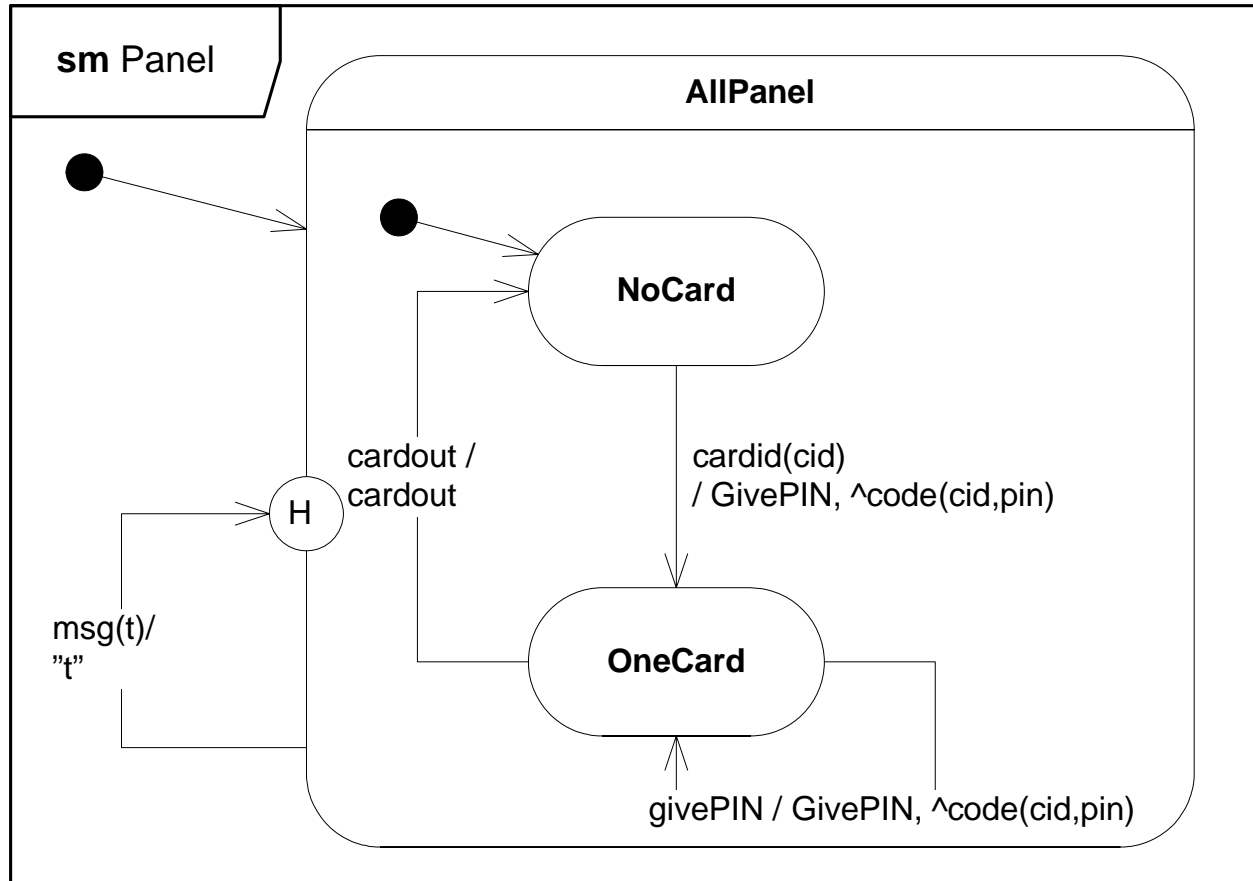 sm Panel
AllPanel
NoCard
cardout /
cardout
cardid(cid)
/ GivePIN, ^code(cid,pin)
H
msg(t)/
”t”
OneCard
givePIN / GivePIN, ^code(cid,pin)